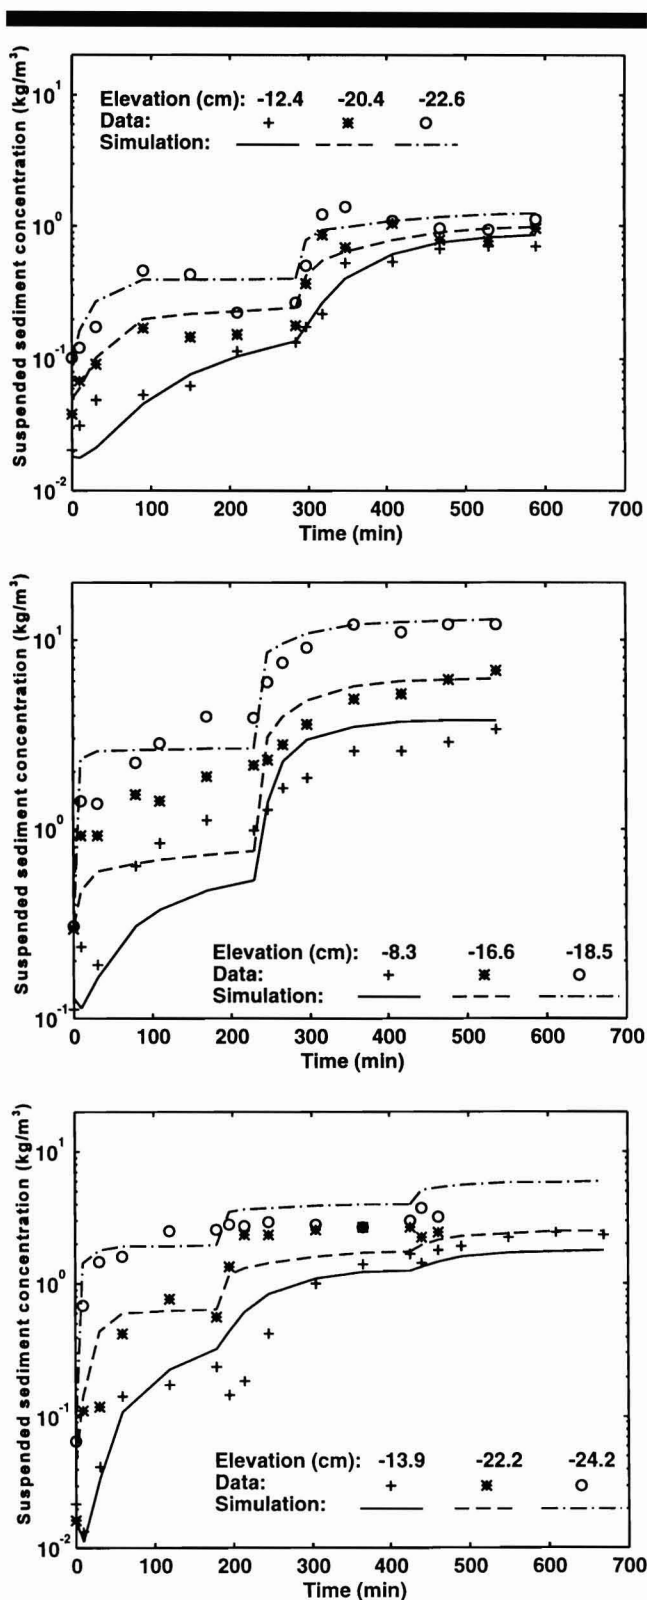 Suspended sediment concentration (kg/m³)
10¹
10⁰
10⁻¹
10⁻²
Elevation (cm): -12.4 -20.4 -22.6
Data: + ∗ o
Simulation:
0 100 200 300 400 500 600 700
Time (min)
Suspended sediment concentration (kg/m³)
10¹
10⁰
10⁻¹
Elevation (cm): -8.3 -16.6 -18.5
Data: + ∗ o
Simulation:
0 100 200 300 400 500 600 700
Time (min)
Suspended sediment concentration (kg/m³)
10¹
10⁰
10⁻¹
10⁻²
Elevation (cm): -13.9 -22.2 -24.2
Data: + ∗ o
Simulation:
0 100 200 300 400 500 600 700
Time (min)